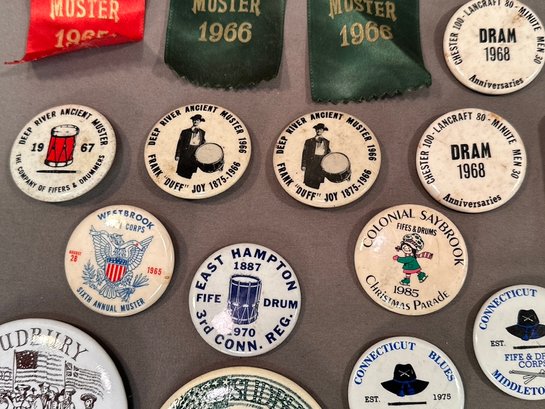 MUSTER
1965
MUSTER
1966
MUSTER
1966
CHESTER 100 - LANCRAFT 80 - MINUTE MEN 30
DRAM
1968
Anniversaries
DEEP RIVER ANCIENT MUSTER
1967
THE COMPANY OF FIFERS & DRUMMERS
DEEP RIVER ANCIENT MUSTER 1966
FRANK "DUFF" JOY 1875-1966
DEEP RIVER ANCIENT MUSTER 1966
FRANK "DUFF" JOY 1875-1966
CHESTER 100 - LANCRAFT 80 - MINUTE MEN 30
DRAM
1968
Anniversaries
WESTBROOK
CORPS
AUGUST
28
1965
SIXTH ANNUAL MUSTER
EAST HAMPTON
1887
FIFE DRUM
1970
3rd CONN. REG.
COLONIAL SAYBROOK
FIFES & DRUMS
1985
CHRISTMAS PARADE
SUDBURY
CONNECTICUT BLUES
EST. 1975
CONNECTICUT
EST.
FIFE &
CORPS
MIDDLETO